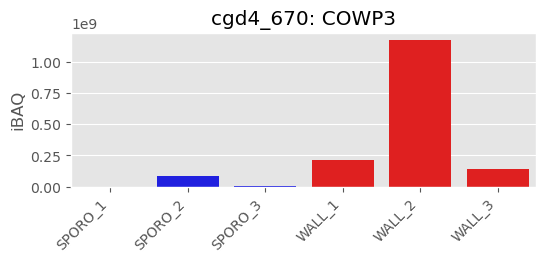 cgd4_670: COWP3
1e9
1.00
0.75
0.50
0.25
0.00
iBAQ
SPORO_1
SPORO_2
SPORO_3
WALL_1
WALL_2
WALL_3